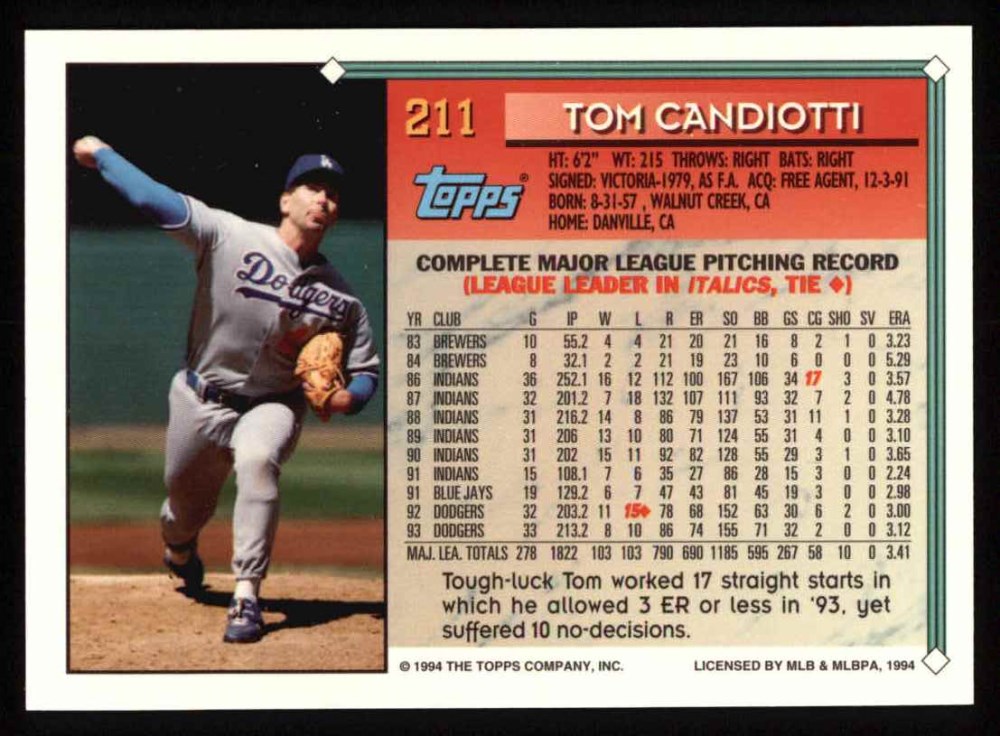 211
TOM CANDIOTTI
Topps®
HT: 6'2" WT: 215 THROWS: RIGHT BATS: RIGHT
SIGNED: VICTORIA-1979, AS F.A. ACQ: FREE AGENT, 12-3-91
BORN: 8-31-57 , WALNUT CREEK, CA
HOME: DANVILLE, CA
Dodgers
COMPLETE MAJOR LEAGUE PITCHING RECORD
(LEAGUE LEADER IN ITALICS, TIE ♦)
YR CLUB G IP W L R ER SO BB GS CG SHO SV ERA
83 BREWERS 10 55.2 4 4 21 20 21 16 8 2 1 0 3.23
84 BREWERS 8 32.1 2 2 21 19 23 10 6 0 0 0 5.29
86 INDIANS 36 252.1 16 12 112 100 167 106 34 17 3 0 3.57
87 INDIANS 32 201.2 7 18 132 107 111 93 32 7 2 0 4.78
88 INDIANS 31 216.2 14 8 86 79 137 53 31 11 1 0 3.28
89 INDIANS 31 206 13 10 80 71 124 55 31 4 0 0 3.10
90 INDIANS 31 202 15 11 92 82 128 55 29 3 1 0 3.65
91 INDIANS 15 108.1 7 6 35 27 86 28 15 3 0 0 2.24
91 BLUE JAYS 19 129.2 6 7 47 43 81 45 19 3 0 0 2.98
92 DODGERS 32 203.2 11 15♦ 78 68 152 63 30 6 2 0 3.00
93 DODGERS 33 213.2 8 10 86 74 155 71 32 2 0 0 3.12
MAJ. LEA. TOTALS 278 1822 103 103 790 690 1185 595 267 58 10 0 3.41
Tough-luck Tom worked 17 straight starts in
which he allowed 3 ER or less in '93, yet
suffered 10 no-decisions.
© 1994 THE TOPPS COMPANY, INC.
LICENSED BY MLB & MLBPA, 1994